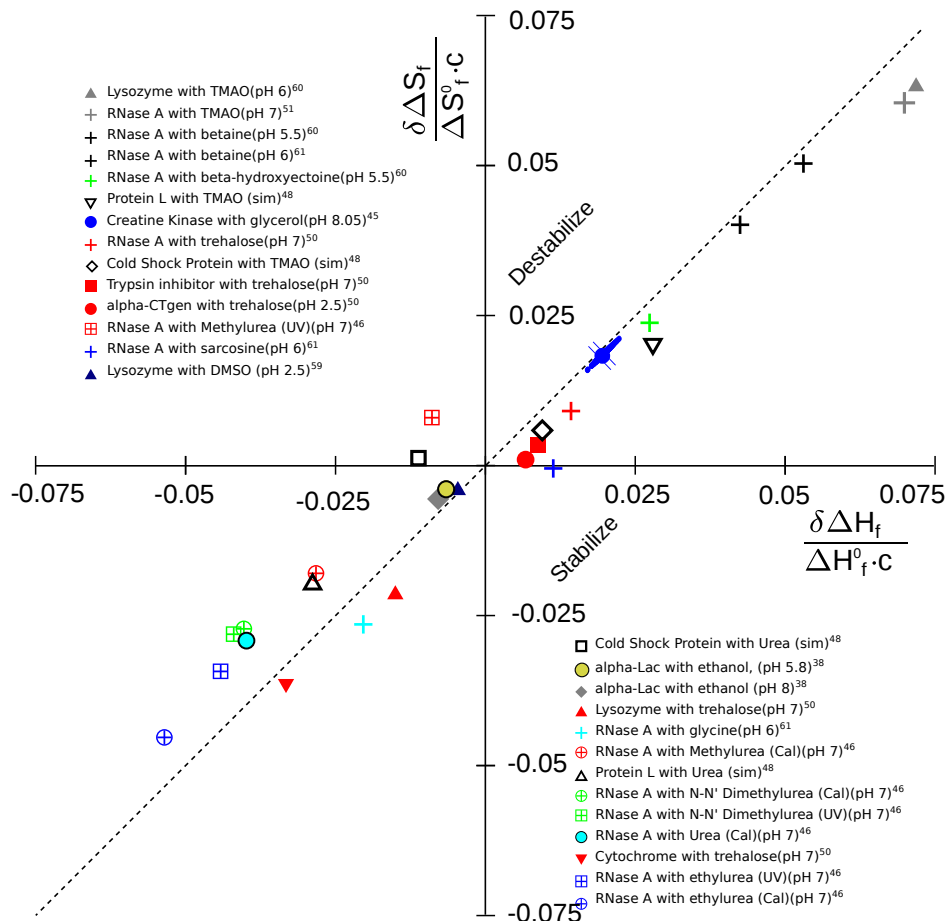 0.075
δΔS_f
ΔS⁰_f·c
Lysozyme with TMAO(pH 6)⁶⁰
RNase A with TMAO(pH 7)⁵¹
RNase A with betaine(pH 5.5)⁶⁰
RNase A with betaine(pH 6)⁶¹
RNase A with beta-hydroxyectoine(pH 5.5)⁶⁰
Protein L with TMAO (sim)⁴⁸
Creatine Kinase with glycerol(pH 8.05)⁴⁵
RNase A with trehalose(pH 7)⁵⁰
Cold Shock Protein with TMAO (sim)⁴⁸
Trypsin inhibitor with trehalose(pH 7)⁵⁰
alpha-CTgen with trehalose(pH 2.5)⁵⁰
RNase A with Methylurea (UV)(pH 7)⁴⁶
RNase A with sarcosine(pH 6)⁶¹
Lysozyme with DMSO (pH 2.5)⁵⁹
0.05
Destabilize
0.025
-0.075
-0.05
-0.025
0.025
0.05
0.075
δΔH_f
ΔH⁰_f·c
Stabilize
-0.025
Cold Shock Protein with Urea (sim)⁴⁸
alpha-Lac with ethanol, (pH 5.8)³⁸
alpha-Lac with ethanol (pH 8)³⁸
Lysozyme with trehalose(pH 7)⁵⁰
RNase A with glycine(pH 6)⁶¹
RNase A with Methylurea (Cal)(pH 7)⁴⁶
Protein L with Urea (sim)⁴⁸
RNase A with N-N' Dimethylurea (Cal)(pH 7)⁴⁶
RNase A with N-N' Dimethylurea (UV)(pH 7)⁴⁶
RNase A with Urea (Cal)(pH 7)⁴⁶
Cytochrome with trehalose(pH 7)⁵⁰
RNase A with ethylurea (UV)(pH 7)⁴⁶
RNase A with ethylurea (Cal)(pH 7)⁴⁶
-0.05
-0.075